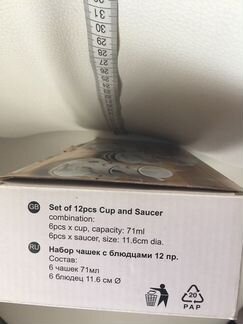 31
30
29
28
GB
Set of 12pcs Cup and Saucer
combination:
6pcs x cup, capacity: 71ml
6pcs x saucer, size: 11.6cm dia.
RU
Набор чашек с блюдцами 12 пр.
Состав:
6 чашек 71мл
6 блюдец 11.6 см Ø
20
PAP